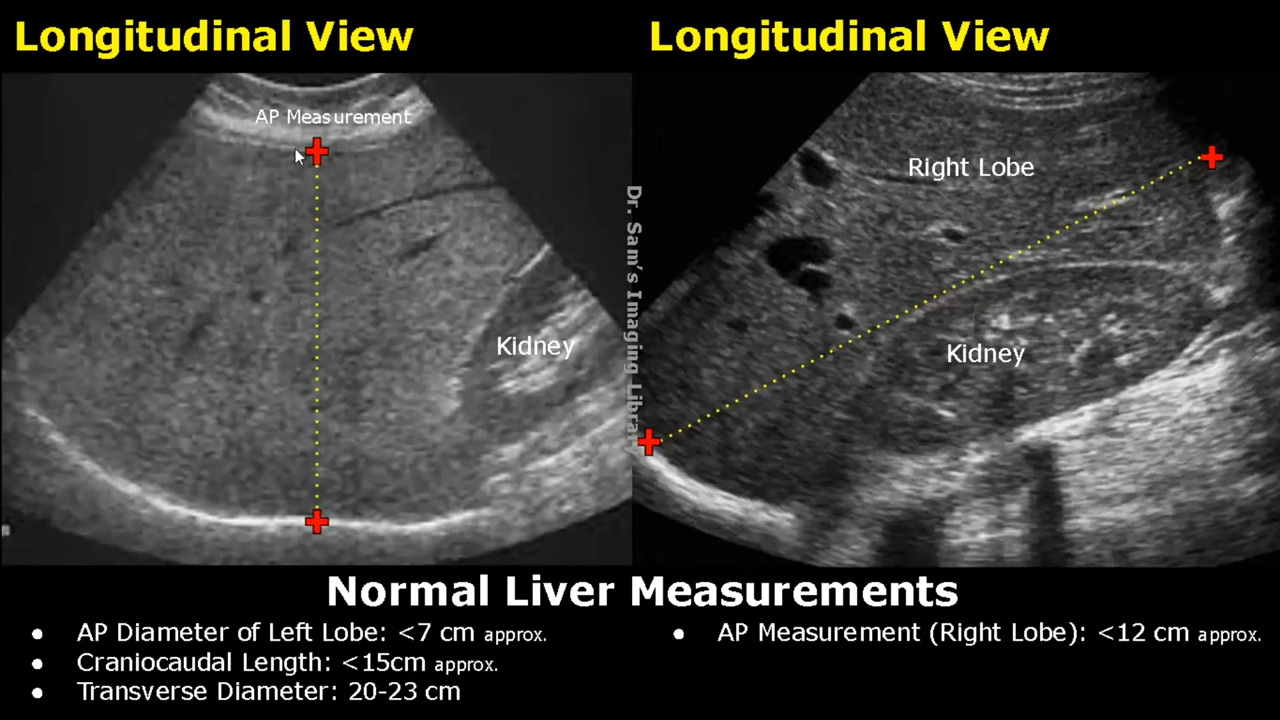 Longitudinal View
Longitudinal View
AP Measurement
Kidney
Right Lobe
Kidney
Dr. Sam's Imaging Library
Normal Liver Measurements
• AP Diameter of Left Lobe: <7 cm approx.
• Craniocaudal Length: <15cm approx.
• Transverse Diameter: 20-23 cm
• AP Measurement (Right Lobe): <12 cm approx.